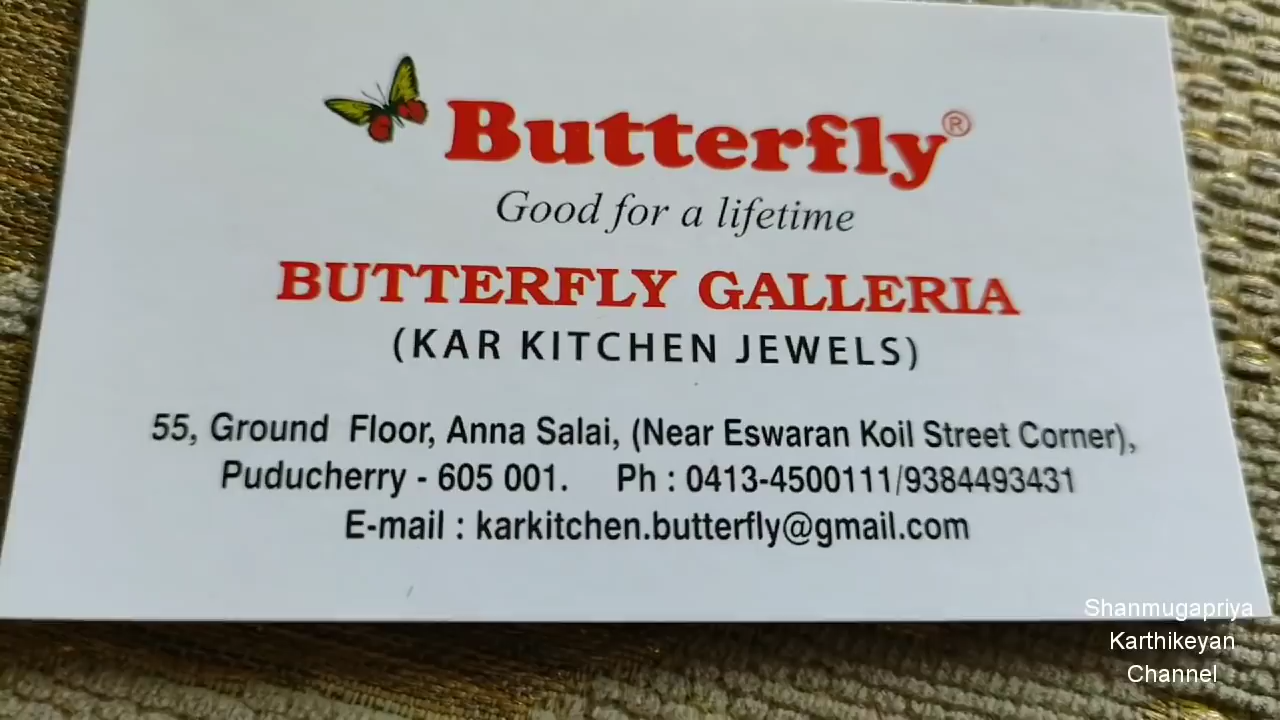 Butterfly®
Good for a lifetime
BUTTERFLY GALLERIA
(KAR KITCHEN JEWELS)
55, Ground Floor, Anna Salai, (Near Eswaran Koil Street Corner),
Puducherry - 605 001. Ph : 0413-4500111/9384493431
E-mail : karkitchen.butterfly@gmail.com
Shanmugapriya
Karthikeyan
Channel